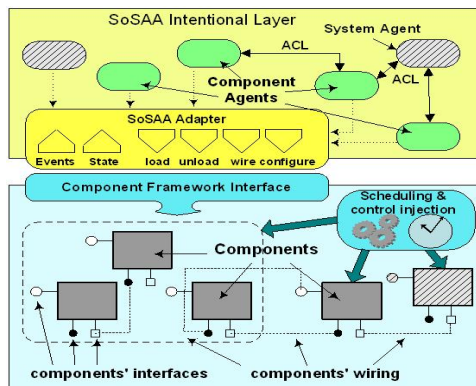 SoSAA Intentional Layer
System Agent
ACL
ACL
Component
Agents
SoSAA Adapter
Events State load unload wire configure
Component Framework Interface
Scheduling &
control injection
Components
components' interfaces
components' wiring